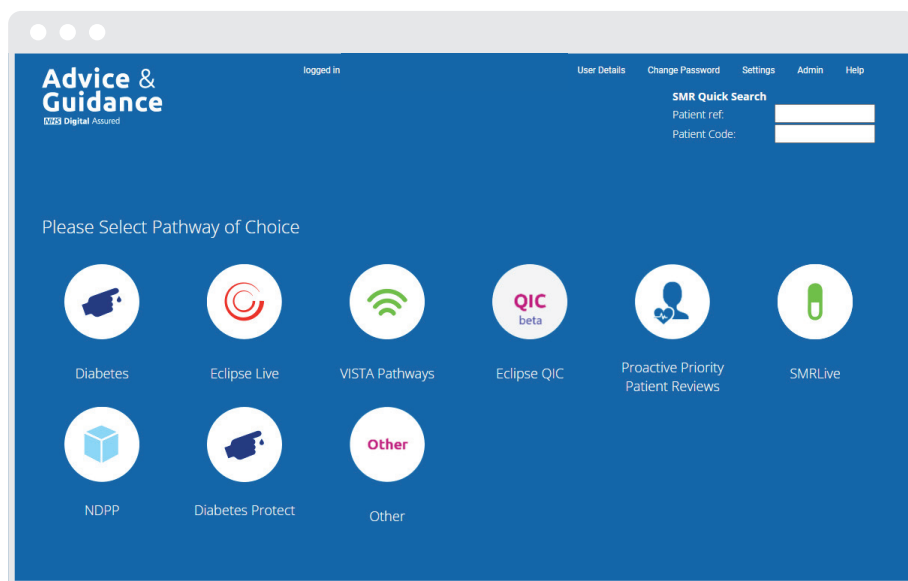 Advice &
Guidance
NHS Digital Assured
logged in
User Details Change Password Settings Admin Help
SMR Quick Search
Patient ref:
Patient Code:
Please Select Pathway of Choice
QIC
beta
Diabetes Eclipse Live VISTA Pathways Eclipse QIC Proactive Priority
Patient Reviews SMRLive
Other
NDPP Diabetes Protect Other